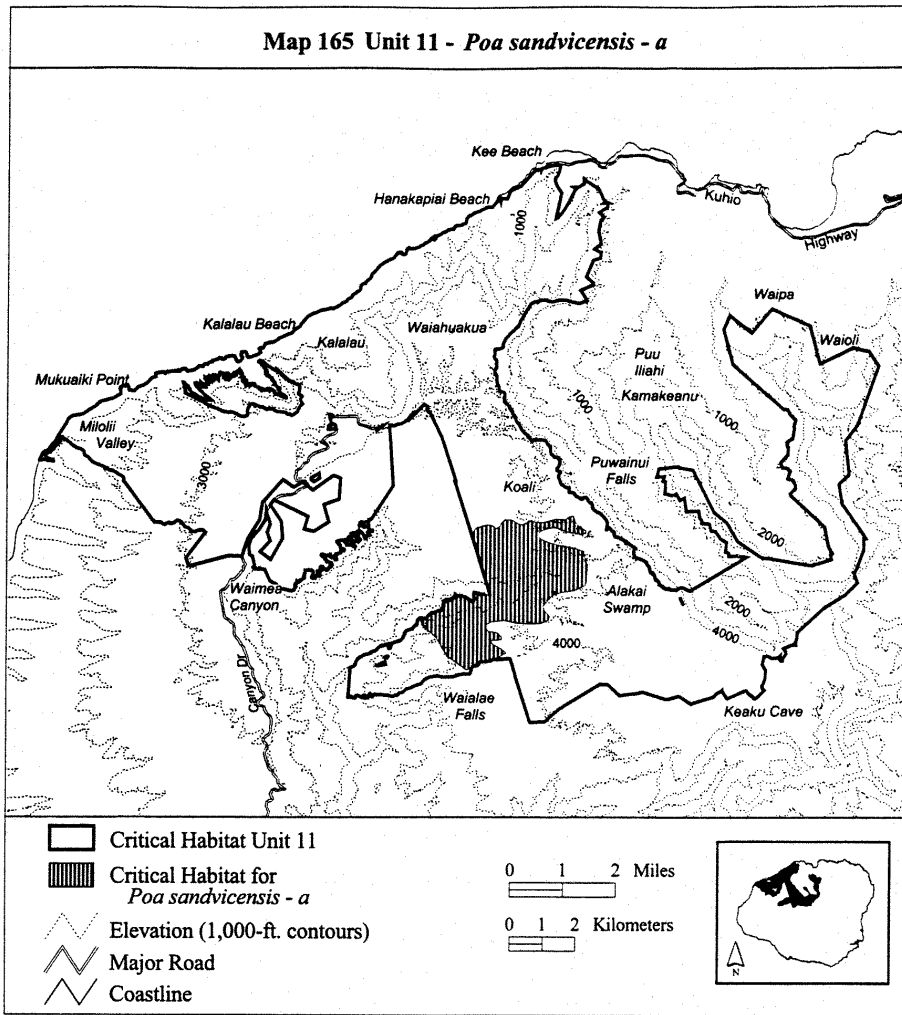 Map 165 Unit 11 - Poa sandvicensis - a
Kee Beach
Hanakapiai Beach
Kuhio
Highway
1000
Waipa
Kalalau Beach
Kalalau
Waiahuakua
Waioli
Puu
Iliahi
Mukuaiki Point
Kamakeanu
1000
1000
Milolii
Valley
3000
Puwainui
Falls
Koali
2000
Waimea
Canyon
Alakai
Swamp
2000
4000
4000
Canyon Dr
Waialae
Falls
Keaku Cave
Critical Habitat Unit 11
Critical Habitat for
Poa sandvicensis - a
Elevation (1,000-ft. contours)
Major Road
Coastline
0 1 2 Miles
0 1 2 Kilometers
N